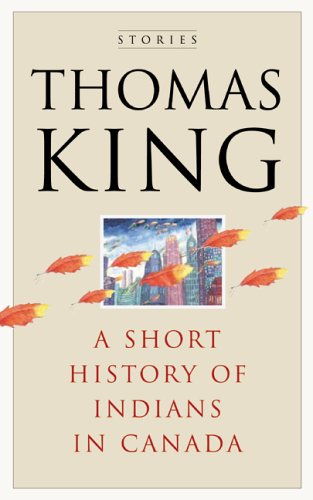 STORIES
THOMAS
KING
A SHORT
HISTORY OF
INDIANS
IN CANADA